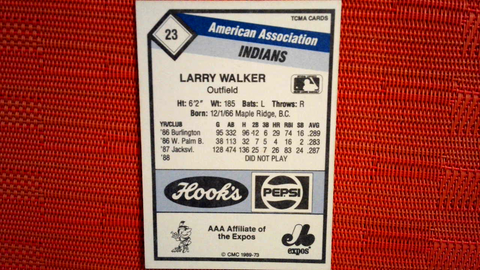 TCMA CARDS
23
American Association
INDIANS
LARRY WALKER
Outfield
Ht: 6'2" Wt: 185 Bats: L Throws: R
Born: 12/1/66 Maple Ridge, B.C.
YR/CLUB G AB H 2B 3B HR RBI SB AVG
'86 Burlington 95 332 96 12 6 29 74 16 .289
'86 W. Palm B. 38 113 32 7 5 4 16 2 .283
'87 Jacksvl. 128 474 136 25 7 26 83 24 .287
'88 DID NOT PLAY
Hook's
PEPSI
AAA Affiliate of
the Expos
expos
© CMC 1989-73